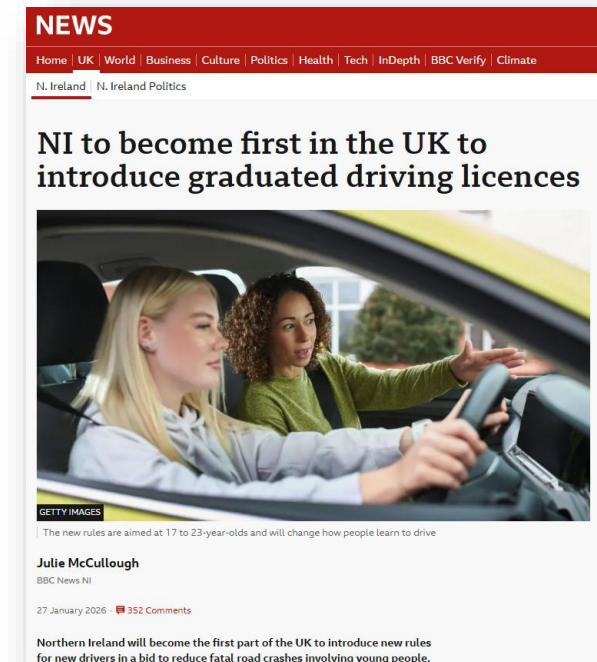 NEWS
Home | UK | World | Business | Culture | Politics | Health | Tech | InDepth | BBC Verify | Climate
N. Ireland | N. Ireland Politics
NI to become first in the UK to
introduce graduated driving licences
GETTY IMAGES
The new rules are aimed at 17 to 23-year-olds and will change how people learn to drive
Julie McCullough
BBC News NI
27 January 2026 · 352 Comments
Northern Ireland will become the first part of the UK to introduce new rules
for new drivers in a bid to reduce fatal road crashes involving young people.